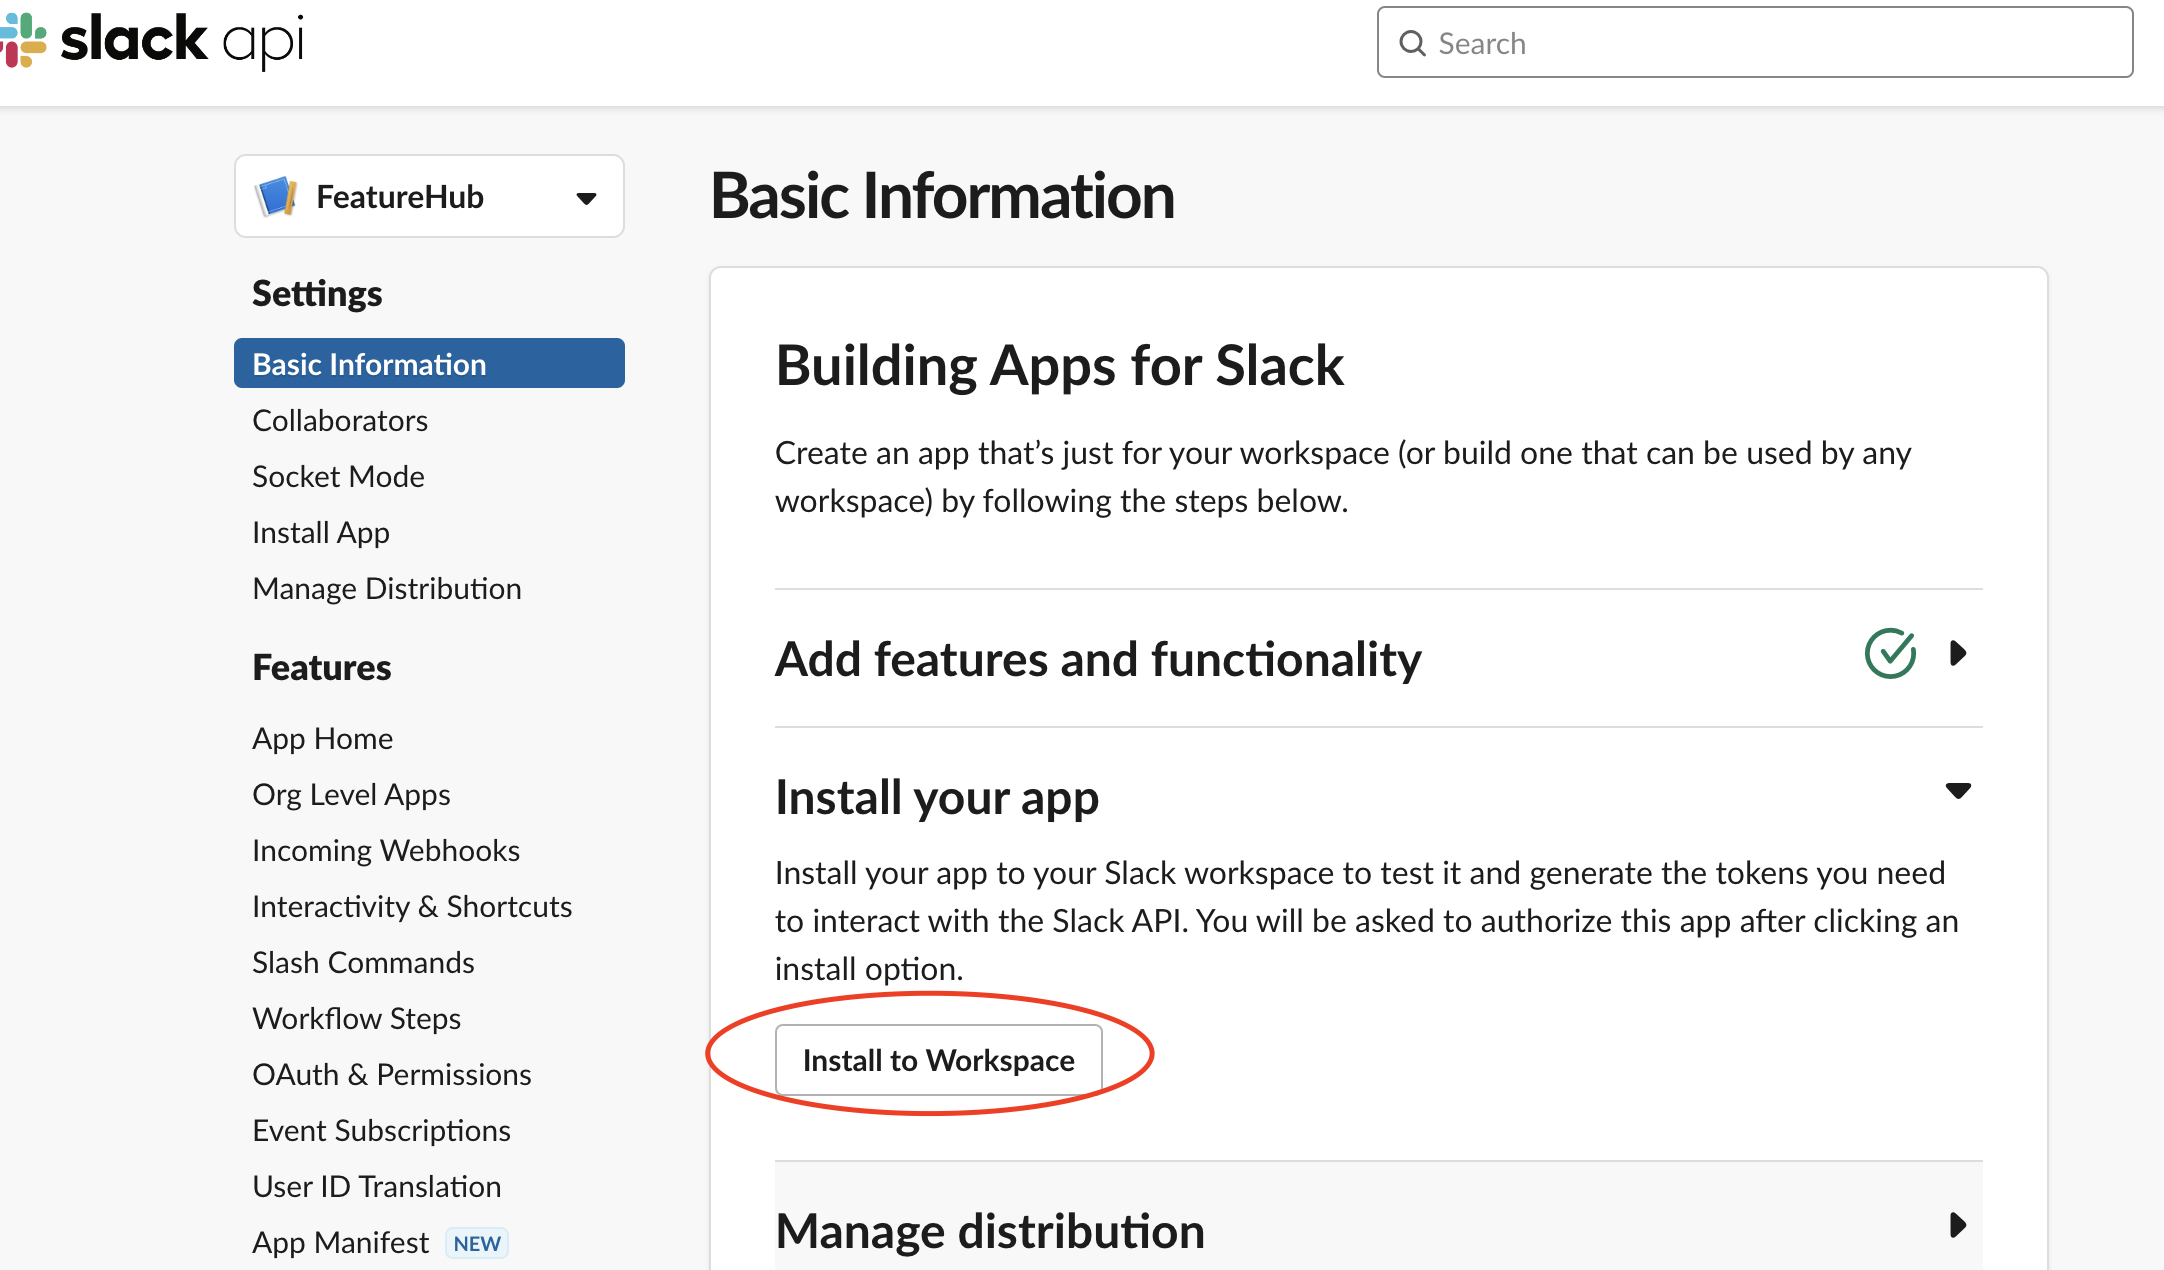 slack api
Search
FeatureHub
Settings
Basic Information
Collaborators
Socket Mode
Install App
Manage Distribution
Features
App Home
Org Level Apps
Incoming Webhooks
Interactivity & Shortcuts
Slash Commands
Workflow Steps
OAuth & Permissions
Event Subscriptions
User ID Translation
App Manifest NEW
Basic Information
Building Apps for Slack
Create an app that’s just for your workspace (or build one that can be used by any
workspace) by following the steps below.
Add features and functionality
Install your app
Install your app to your Slack workspace to test it and generate the tokens you need
to interact with the Slack API. You will be asked to authorize this app after clicking an
install option.
Install to Workspace
Manage distribution